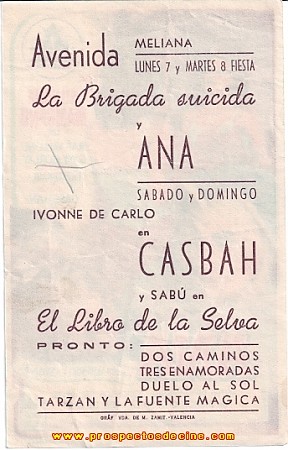 Avenida MELIANA
LUNES 7 y MARTES 8 FIESTA
La Brigada suicida
y
ANA
SABADO y DOMINGO
IVONNE DE CARLO
en
CASBAH
y SABÚ en
El Libro de la Selva
PRONTO:
DOS CAMINOS
TRES ENAMORADAS
DUELO AL SOL
TARZAN Y LA FUENTE MAGICA
GRÁF. VDA. DE M. ZAMIT - VALENCIA
www.prospectosdecine.com